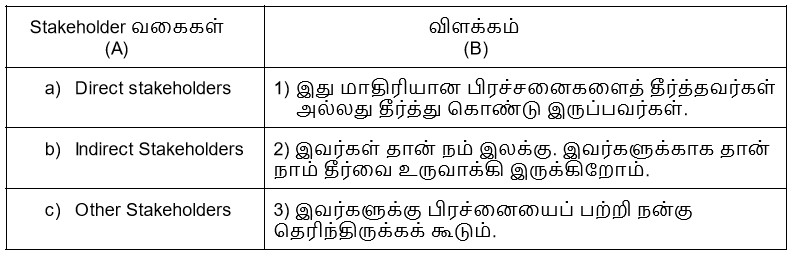 Stakeholder வகைகள் விளக்கம்
(A) (B)
a) Direct stakeholders 1) இது மாதிரியான பிரச்சனைகளைத் தீர்த்தவர்கள்
அல்லது தீர்த்து கொண்டு இருப்பவர்கள்.
b) Indirect Stakeholders 2) இவர்கள் தான் நம் இலக்கு. இவர்களுக்காக தான்
நாம் தீர்வை உருவாக்கி இருக்கிறோம்.
c) Other Stakeholders 3) இவர்களுக்கு பிரச்னையைப் பற்றி நன்கு
தெரிந்திருக்கக் கூடும்.